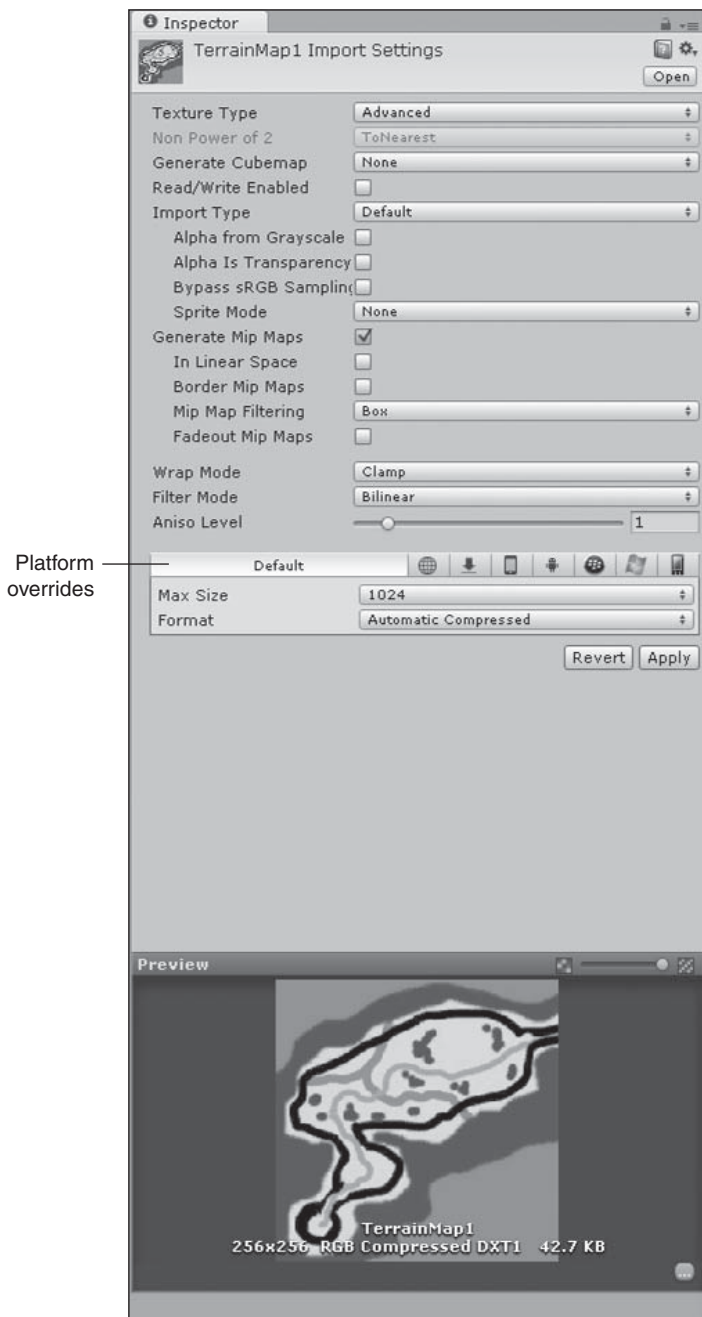 Inspector
TerrainMap1 Import Settings
Open
Texture Type Advanced
Non Power of 2 ToNearest
Generate Cubemap None
Read/Write Enabled
Import Type Default
Alpha from Grayscale
Alpha Is Transparency
Bypass sRGB Sampling
Sprite Mode None
Generate Mip Maps
In Linear Space
Border Mip Maps
Mip Map Filtering Box
Fadeout Mip Maps
Wrap Mode Clamp
Filter Mode Bilinear
Aniso Level 1
Platform
overrides
Default
Max Size 1024
Format Automatic Compressed
Revert Apply
Preview
TerrainMap1
256x256 RGB Compressed DXT1 42.7 KB